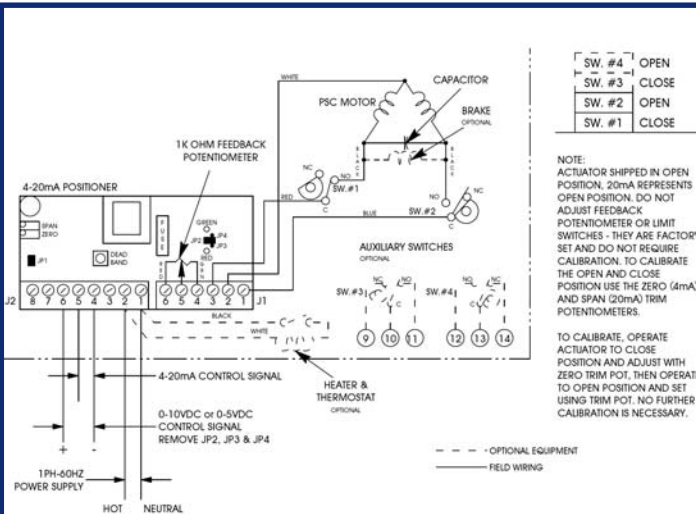 WHITE
CAPACITOR
PSC MOTOR
BRAKE
OPTIONAL
1K OHM FEEDBACK
POTENTIOMETER
BLACK
BLACK
NC
NO
SW.#1
C
RED
4-20mA POSITIONER
SPAN
ZERO
JP1
DEAD
BAND
FUSE
GREEN
JP2
JP4
JP3
RED
RED
GRN
BLUE
NO
NC
SW.#2
C
AUXILIARY SWITCHES
OPTIONAL
J2
8 7 6 5 4 3 2 1
6 5 4 3 2 1
J1
BLACK
WHITE
SW.#3
NC
NO
C
SW.#4
NC
NO
C
9 10 11 12 13 14
HEATER &
THERMOSTAT
OPTIONAL
4-20mA CONTROL SIGNAL
0-10VDC or 0-5VDC
CONTROL SIGNAL
REMOVE JP2, JP3 & JP4
+ -
1PH-60HZ
POWER SUPPLY
HOT NEUTRAL
OPTIONAL EQUIPMENT
FIELD WIRING
SW. #4 OPEN
SW. #3 CLOSE
SW. #2 OPEN
SW. #1 CLOSE
NOTE:
ACTUATOR SHIPPED IN OPEN
POSITION, 20mA REPRESENTS
OPEN POSITION. DO NOT
ADJUST FEEDBACK
POTENTIOMETER OR LIMIT
SWITCHES - THEY ARE FACTORY
SET AND DO NOT REQUIRE
CALIBRATION. TO CALIBRATE
THE OPEN AND CLOSE
POSITION USE THE ZERO (4mA)
AND SPAN (20mA) TRIM
POTENTIOMETERS.
TO CALIBRATE, OPERATE
ACTUATOR TO CLOSE
POSITION AND ADJUST WITH
ZERO TRIM POT, THEN OPERATE
TO OPEN POSITION AND SET
USING TRIM POT. NO FURTHER
CALIBRATION IS NECESSARY.